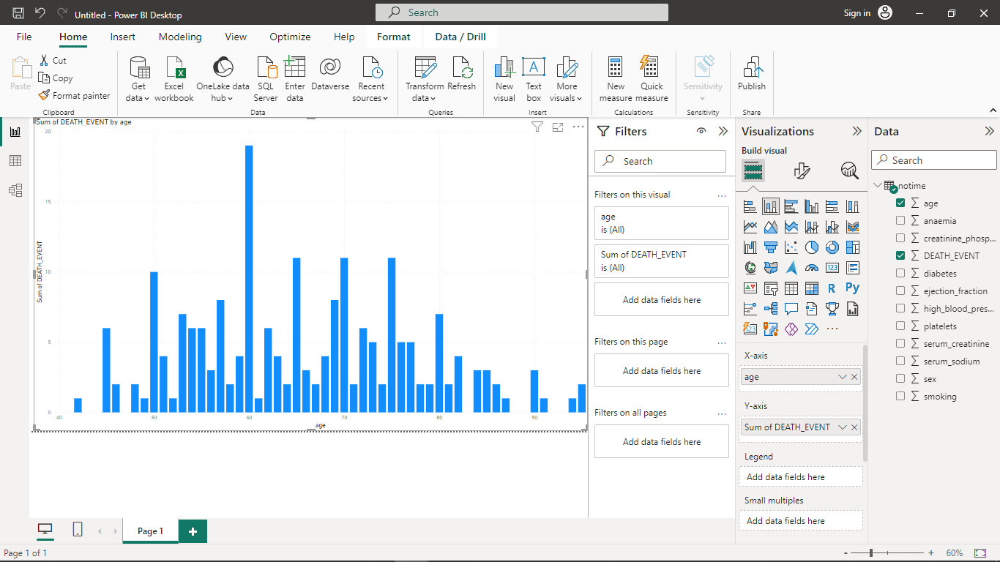 Untitled - Power BI Desktop
Search
Sign in
File
Home
Insert
Modeling
View
Optimize
Help
Format
Data / Drill
Paste
Cut
Copy
Format painter
Clipboard
Get
data
Excel
workbook
OneLake data
hub
SQL
Server
Enter
data
Dataverse
Recent
sources
Data
Transform
data
Refresh
Queries
New
visual
Text
box
More
visuals
Insert
New
measure
Quick
measure
Calculations
Sensitivity
Sensitivity
Publish
Share
Sum of DEATH_EVENT by age
Sum of DEATH_EVENT
20
15
10
5
0
40
50
60
70
80
90
age
Filters
Search
Filters on this visual
...
age
is (All)
Sum of DEATH_EVENT
is (All)
Add data fields here
Filters on this page
...
Add data fields here
Filters on all pages
...
Add data fields here
Visualizations
Build visual
123
R
Py
123
...
X-axis
age
Y-axis
Sum of DEATH_EVENT
Legend
Add data fields here
Small multiples
Add data fields here
Data
Search
notime
age
anaemia
creatinine_phosp...
DEATH_EVENT
diabetes
ejection_fraction
high_blood_pres...
platelets
serum_creatinine
serum_sodium
sex
smoking
Page 1
Page 1 of 1
60%